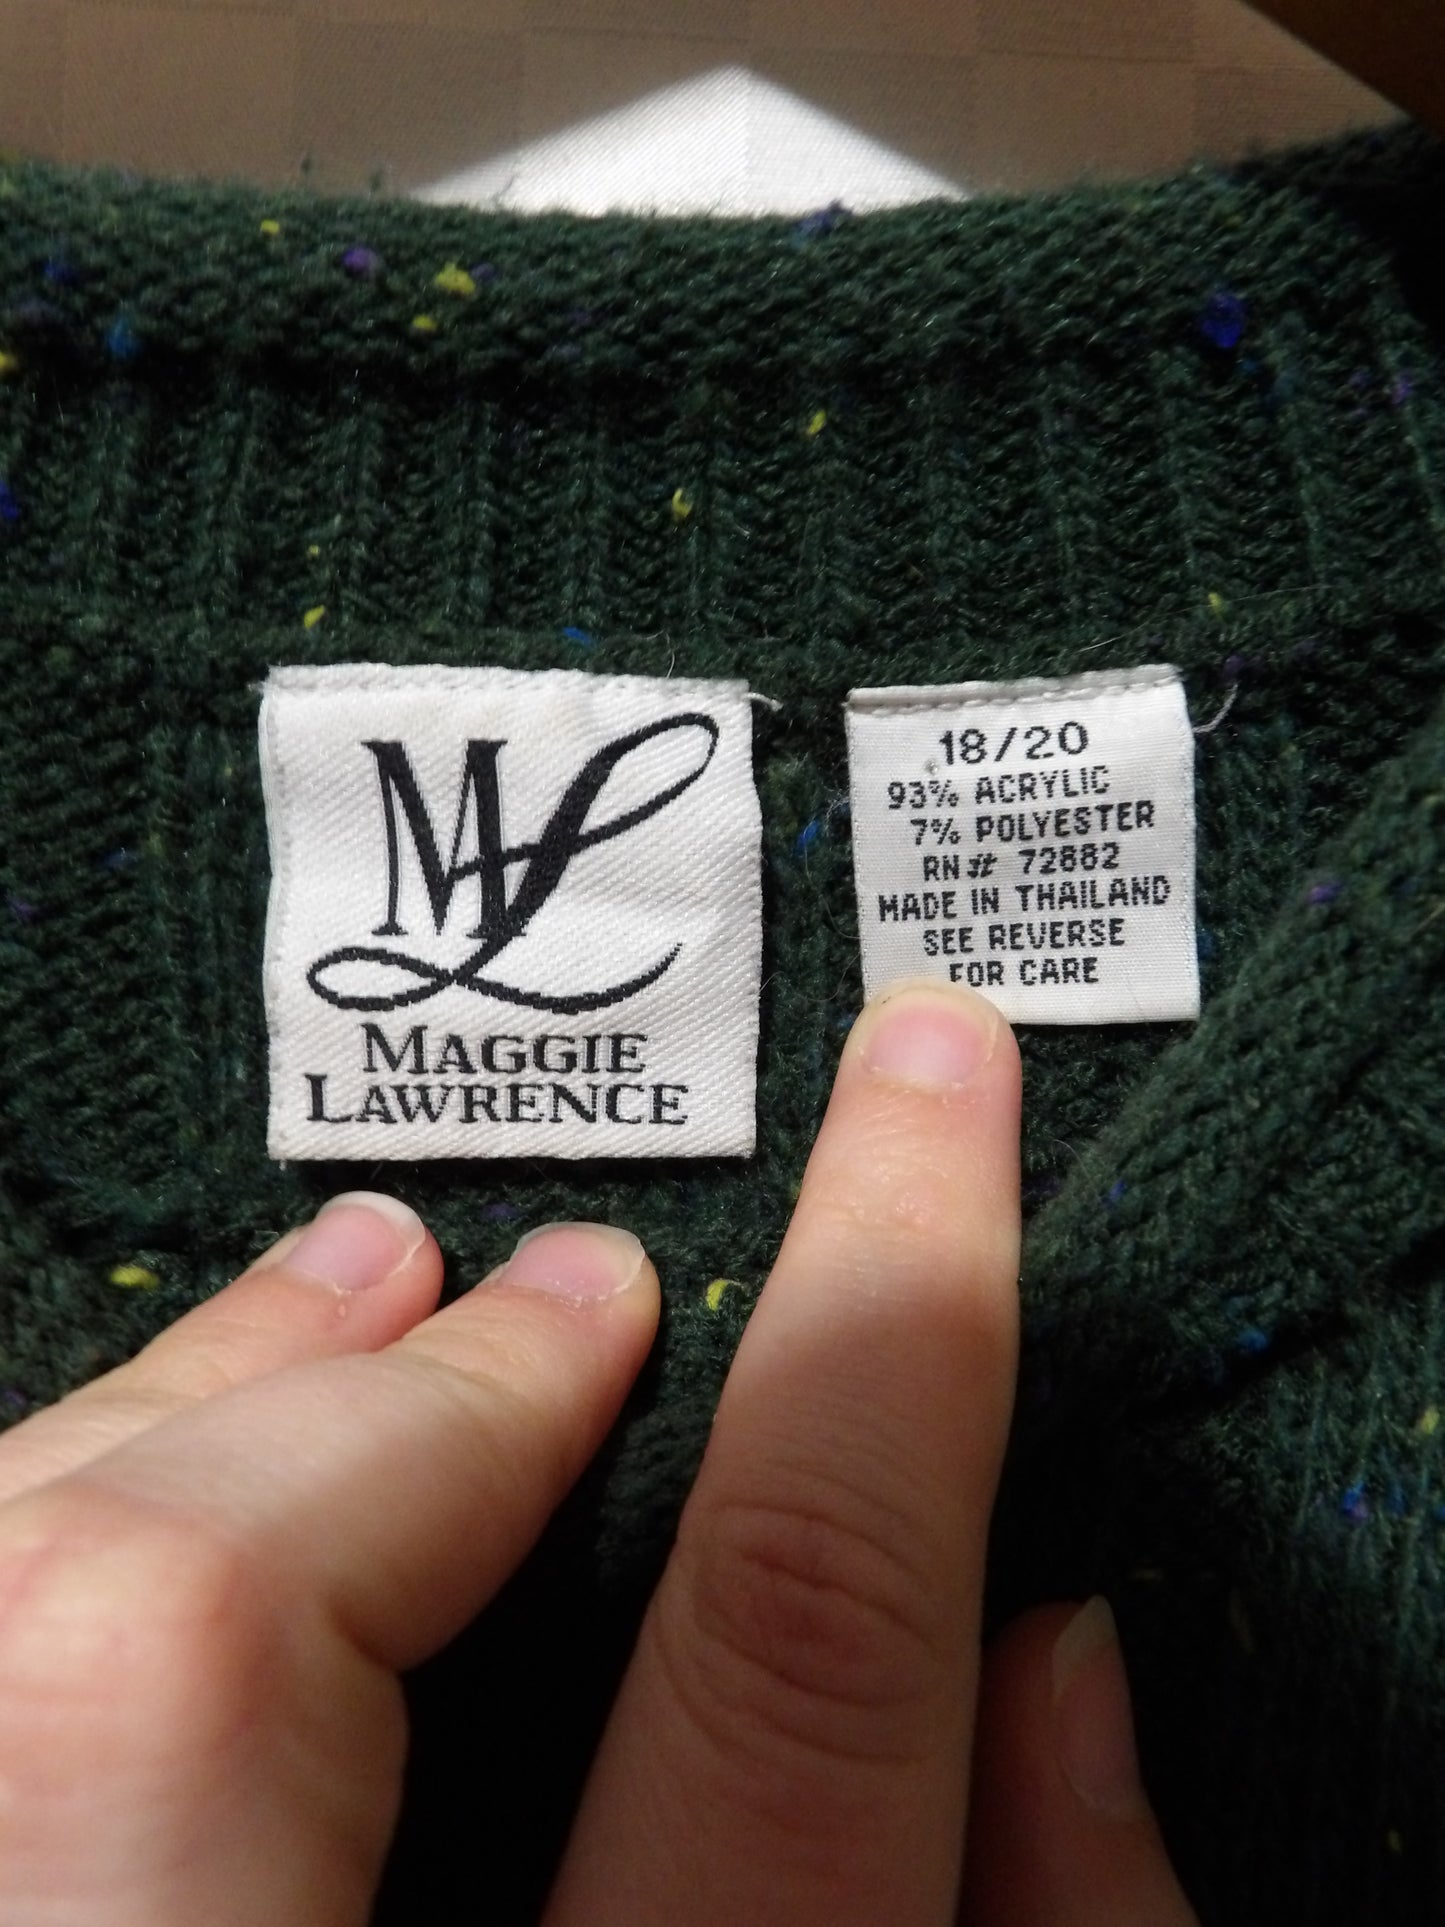 ML
MAGGIE
LAWRENCE
18/20
93% ACRYLIC
7% POLYESTER
RN# 72882
MADE IN THAILAND
SEE REVERSE
FOR CARE